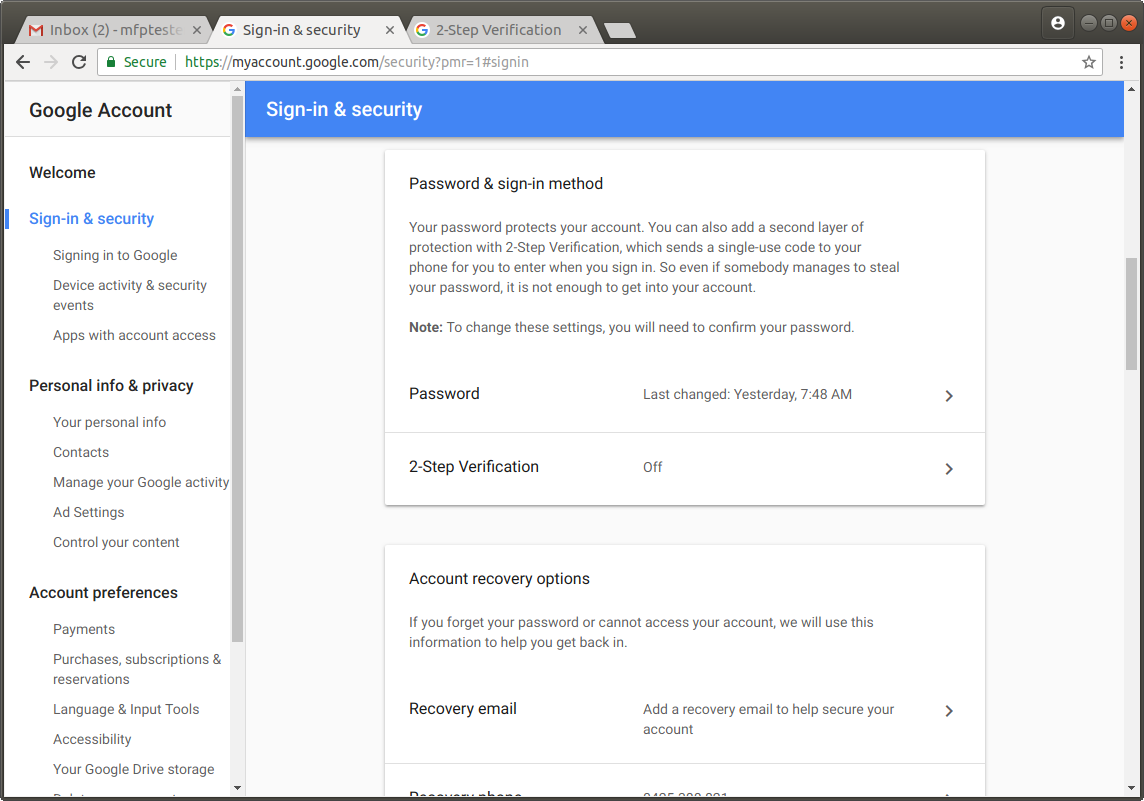 Inbox (2) - mfpteste
Sign-in & security
2-Step Verification
Secure
https://myaccount.google.com/security?pmr=1#signin
Google Account
Welcome
Sign-in & security
Signing in to Google
Device activity & security
events
Apps with account access
Personal info & privacy
Your personal info
Contacts
Manage your Google activity
Ad Settings
Control your content
Account preferences
Payments
Purchases, subscriptions &
reservations
Language & Input Tools
Accessibility
Your Google Drive storage
Sign-in & security
Password & sign-in method
Your password protects your account. You can also add a second layer of
protection with 2-Step Verification, which sends a single-use code to your
phone for you to enter when you sign in. So even if somebody manages to steal
your password, it is not enough to get into your account.
Note: To change these settings, you will need to confirm your password.
Password
Last changed: Yesterday, 7:48 AM
2-Step Verification
Off
Account recovery options
If you forget your password or cannot access your account, we will use this
information to help you get back in.
Recovery email
Add a recovery email to help secure your
account
Recovery phone